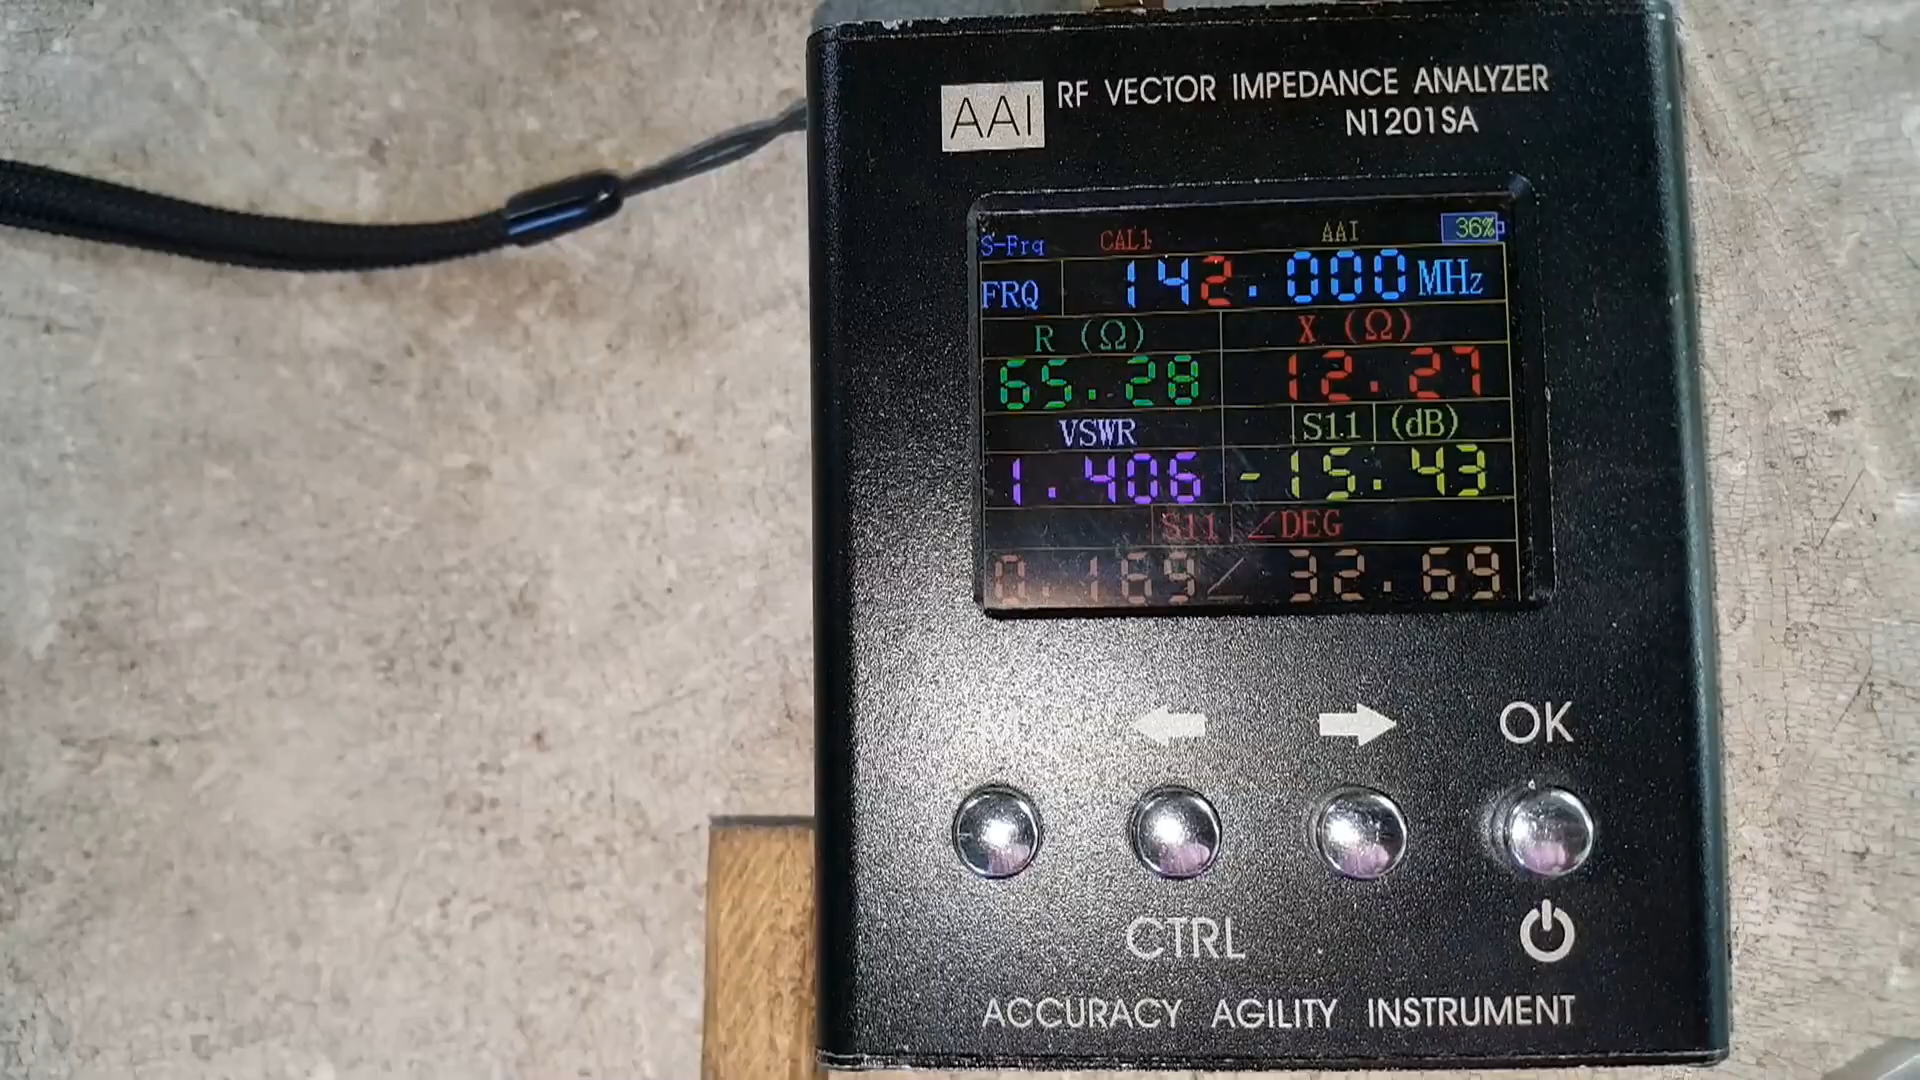 AAI RF VECTOR IMPEDANCE ANALYZER
N1201SA
S-Frq CAL1 AAI 36%
FRQ 142.000 MHz
R (Ω) X (Ω)
65.28 12.27
VSWR |S11| (dB)
1.406 -15.43
|S11| ∠DEG
0.169∠ 32.69
OK
CTRL
ACCURACY AGILITY INSTRUMENT